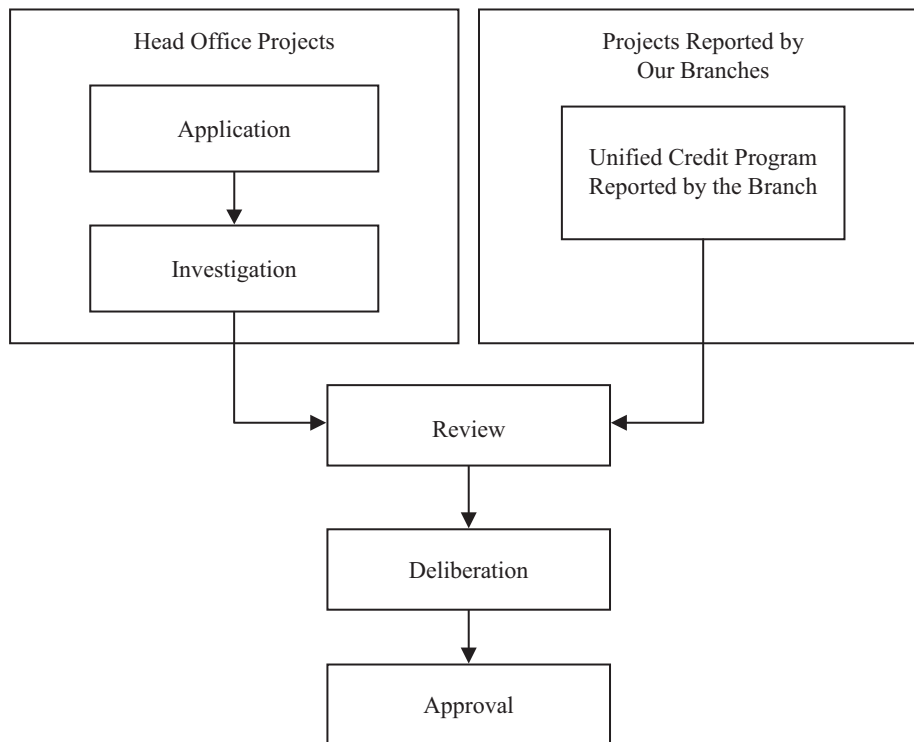 Head Office Projects
Application
Investigation
Projects Reported by
Our Branches
Unified Credit Program
Reported by the Branch
Review
Deliberation
Approval